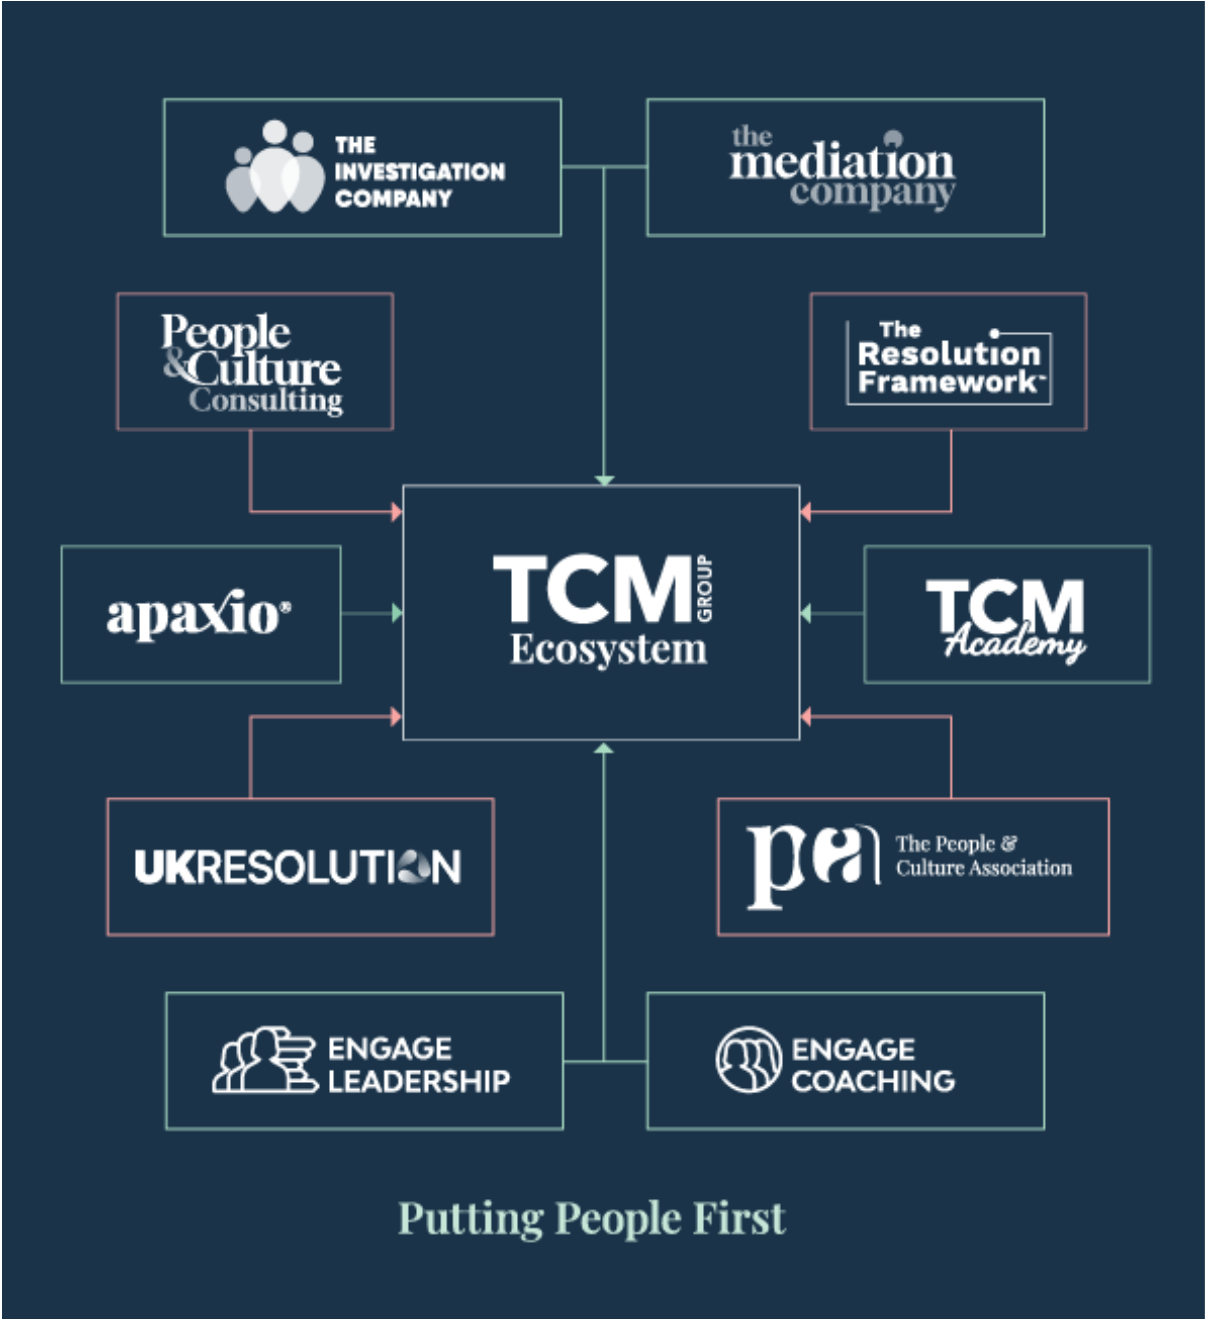 THE
INVESTIGATION
COMPANY
the
mediation
company
People
&Culture
Consulting
The
Resolution
Framework™
TCM GROUP
Ecosystem
apaxio®
TCM
Academy
UKRESOLUTION
pca
The People &
Culture Association
ENGAGE
LEADERSHIP
ENGAGE
COACHING
Putting People First